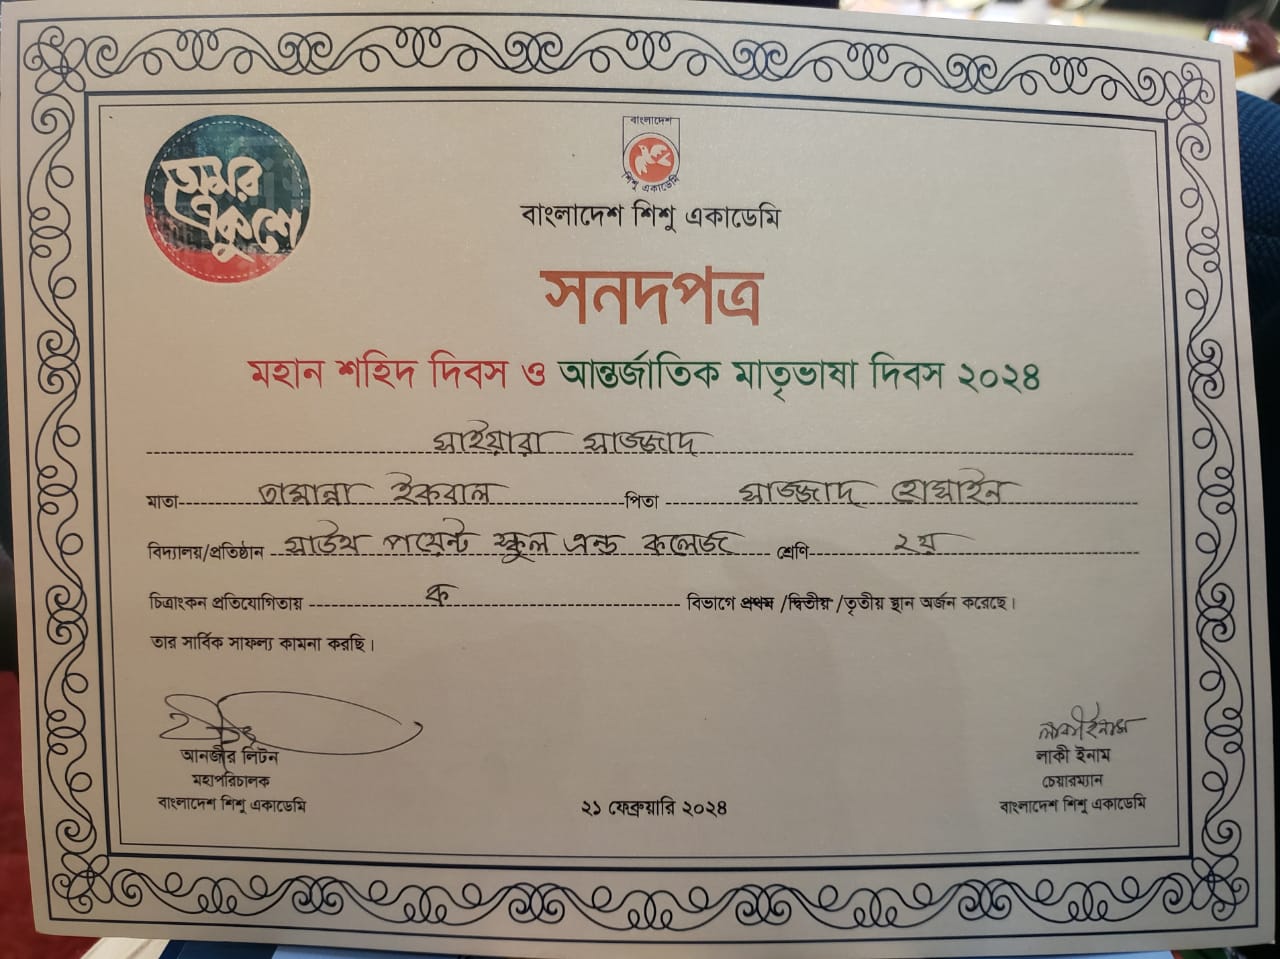 অমর
একুশে
বাংলাদেশ
শিশু একাডেমি
বাংলাদেশ শিশু একাডেমি
সনদপত্র
মহান শহিদ দিবস ও আন্তর্জাতিক মাতৃভাষা দিবস ২০২৪
সাইয়ারা সাজ্জাদ
মাতা তামান্না ইকবাল পিতা সাজ্জাদ হোসাইন
বিদ্যালয়/প্রতিষ্ঠান সাউথ পয়েন্ট স্কুল এন্ড কলেজ শ্রেণি ২য়
চিত্রাংকন প্রতিযোগিতায় ক বিভাগে প্রথম /দ্বিতীয় /তৃতীয় স্থান অর্জন করেছে।
তার সার্বিক সাফল্য কামনা করছি।
লাকী ইনাম
আনজীর লিটন
মহাপরিচালক
বাংলাদেশ শিশু একাডেমি
২১ ফেব্রুয়ারি ২০২৪
লাকী ইনাম
চেয়ারম্যান
বাংলাদেশ শিশু একাডেমি